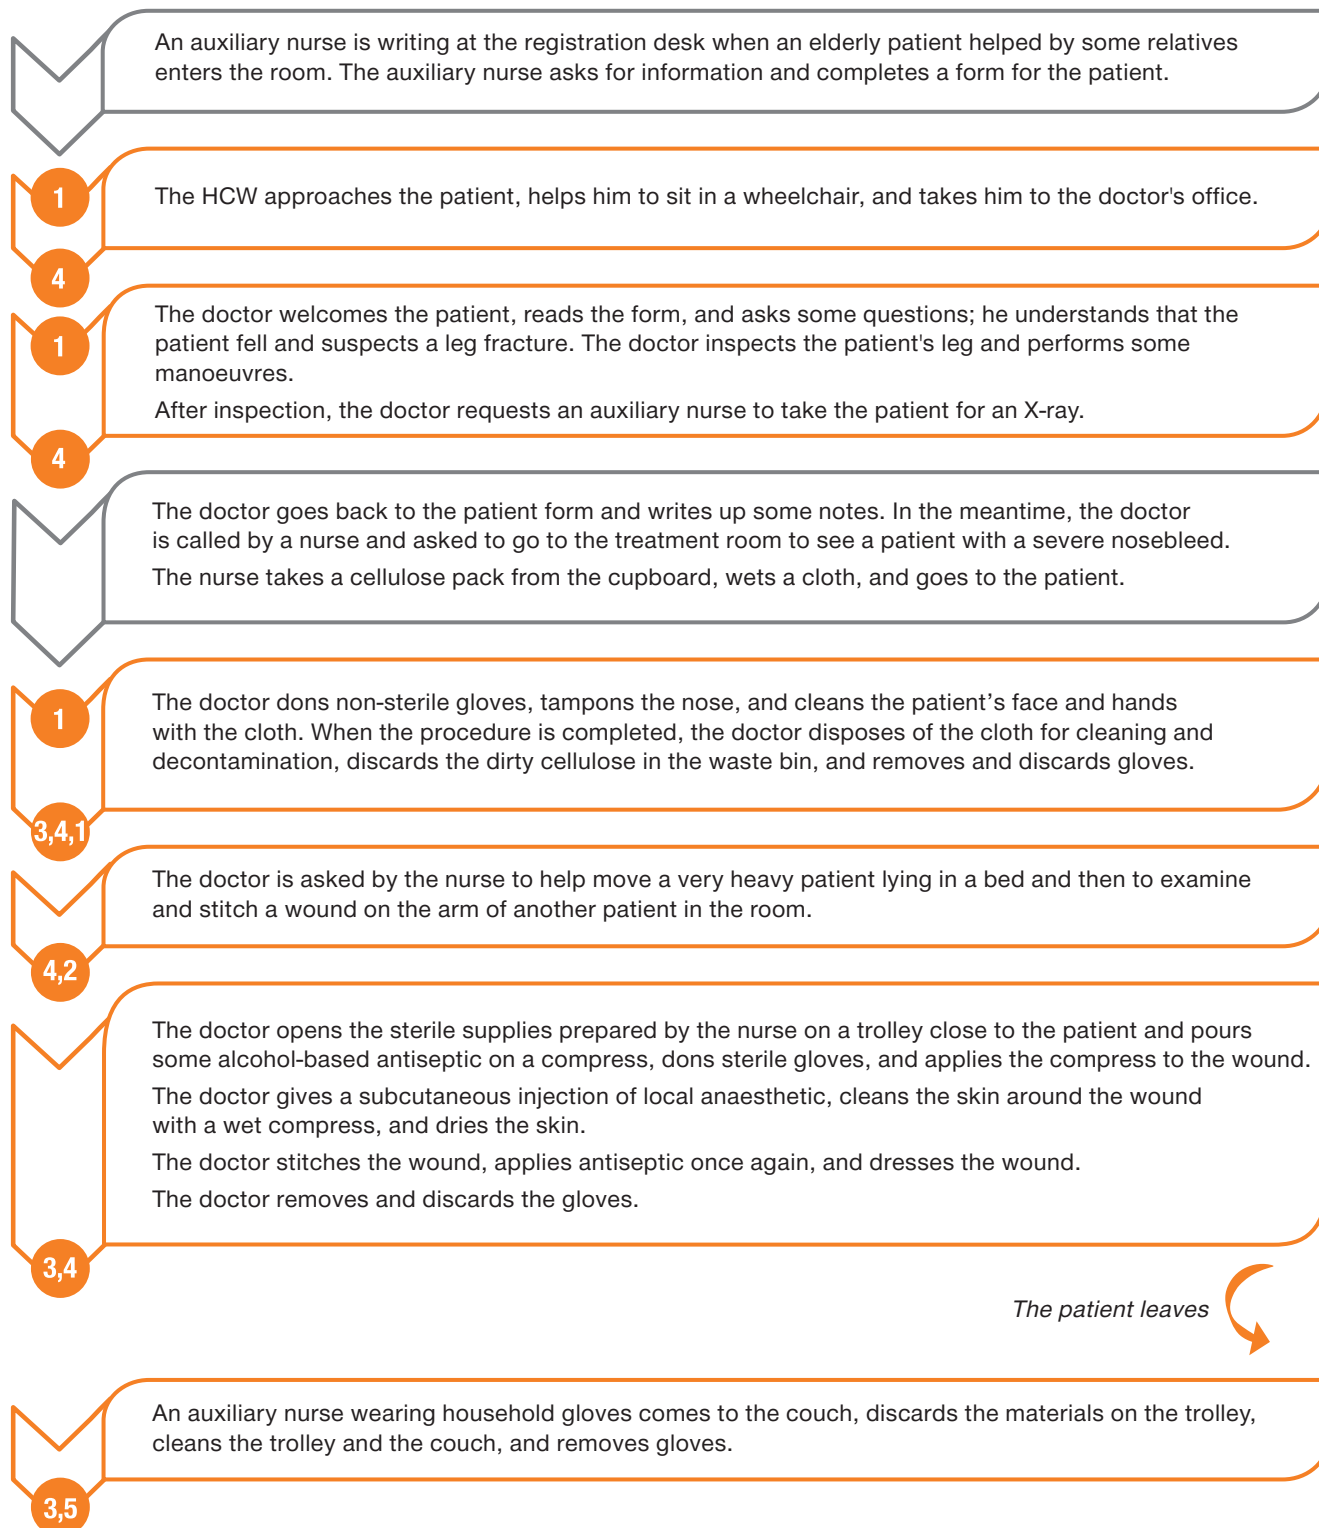 An auxiliary nurse is writing at the registration desk when an elderly patient helped by some relatives
enters the room. The auxiliary nurse asks for information and completes a form for the patient.
1
The HCW approaches the patient, helps him to sit in a wheelchair, and takes him to the doctor's office.
4
The doctor welcomes the patient, reads the form, and asks some questions; he understands that the
1
patient fell and suspects a leg fracture. The doctor inspects the patient's leg and performs some
manoeuvres.
After inspection, the doctor requests an auxiliary nurse to take the patient for an X-ray.
4
The doctor goes back to the patient form and writes up some notes. In the meantime, the doctor
is called by a nurse and asked to go to the treatment room to see a patient with a severe nosebleed.
The nurse takes a cellulose pack from the cupboard, wets a cloth, and goes to the patient.
1
The doctor dons non-sterile gloves, tampons the nose, and cleans the patient’s face and hands
with the cloth. When the procedure is completed, the doctor disposes of the cloth for cleaning and
decontamination, discards the dirty cellulose in the waste bin, and removes and discards gloves.
3,4,1
The doctor is asked by the nurse to help move a very heavy patient lying in a bed and then to examine
and stitch a wound on the arm of another patient in the room.
4,2
The doctor opens the sterile supplies prepared by the nurse on a trolley close to the patient and pours
some alcohol-based antiseptic on a compress, dons sterile gloves, and applies the compress to the wound.
The doctor gives a subcutaneous injection of local anaesthetic, cleans the skin around the wound
with a wet compress, and dries the skin.
The doctor stitches the wound, applies antiseptic once again, and dresses the wound.
The doctor removes and discards the gloves.
3,4
The patient leaves
An auxiliary nurse wearing household gloves comes to the couch, discards the materials on the trolley,
cleans the trolley and the couch, and removes gloves.
3,5